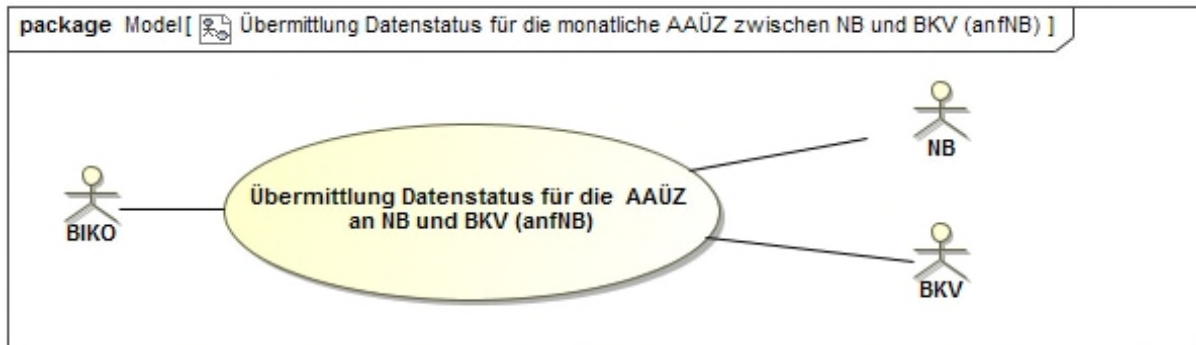 package Model[ Übermittlung Datenstatus für die monatliche AAÜZ zwischen NB und BKV (anfNB) ]
NB
Übermittlung Datenstatus für die AAÜZ
an NB und BKV (anfNB)
BIKO
BKV